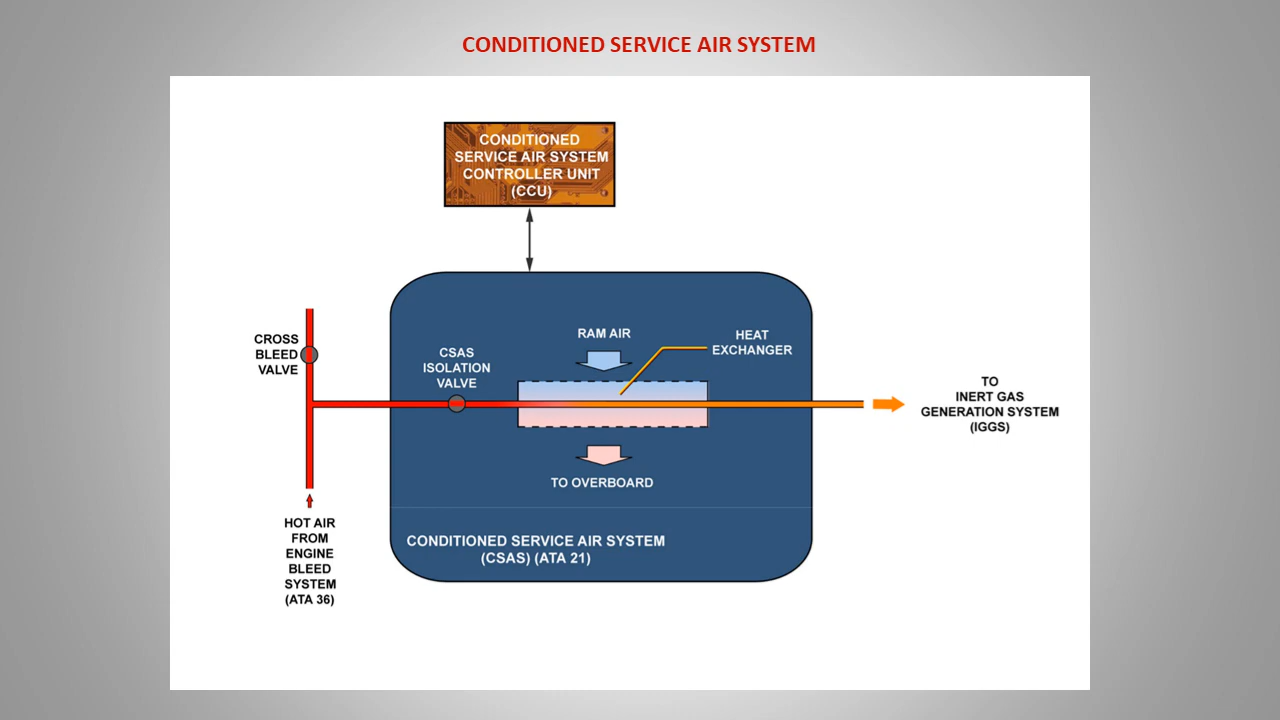 CONDITIONED SERVICE AIR SYSTEM
CONDITIONED
SERVICE AIR SYSTEM
CONTROLLER UNIT
(CCU)
CROSS
BLEED
VALVE
CSAS
ISOLATION
VALVE
RAM AIR
HEAT
EXCHANGER
TO
INERT GAS
GENERATION SYSTEM
(IGGS)
TO OVERBOARD
HOT AIR
FROM
ENGINE
BLEED
SYSTEM
(ATA 36)
CONDITIONED SERVICE AIR SYSTEM
(CSAS) (ATA 21)